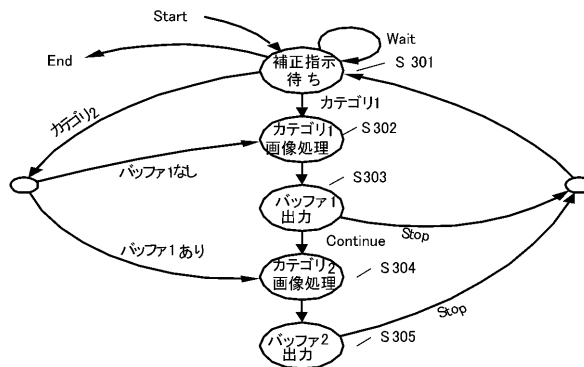 Start
Wait
End
補正指示
待ち
S 301
カテゴリ2
カテゴリ1
カテゴリ1
画像処理
S302
バッファ1なし
S303
バッファ1
出力
Stop
Continue
バッファ1あり
カテゴリ2
画像処理
S304
Stop
バッファ2
出力
S305